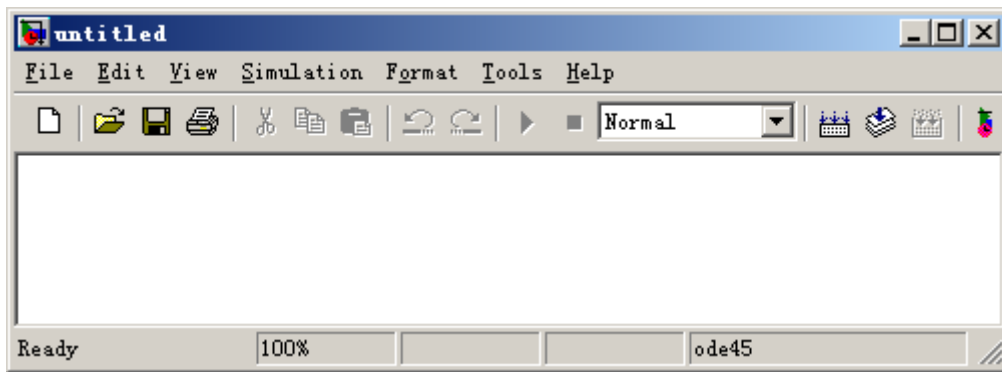 untitled
File Edit View Simulation Format Tools Help
Normal
Ready 100% ode45